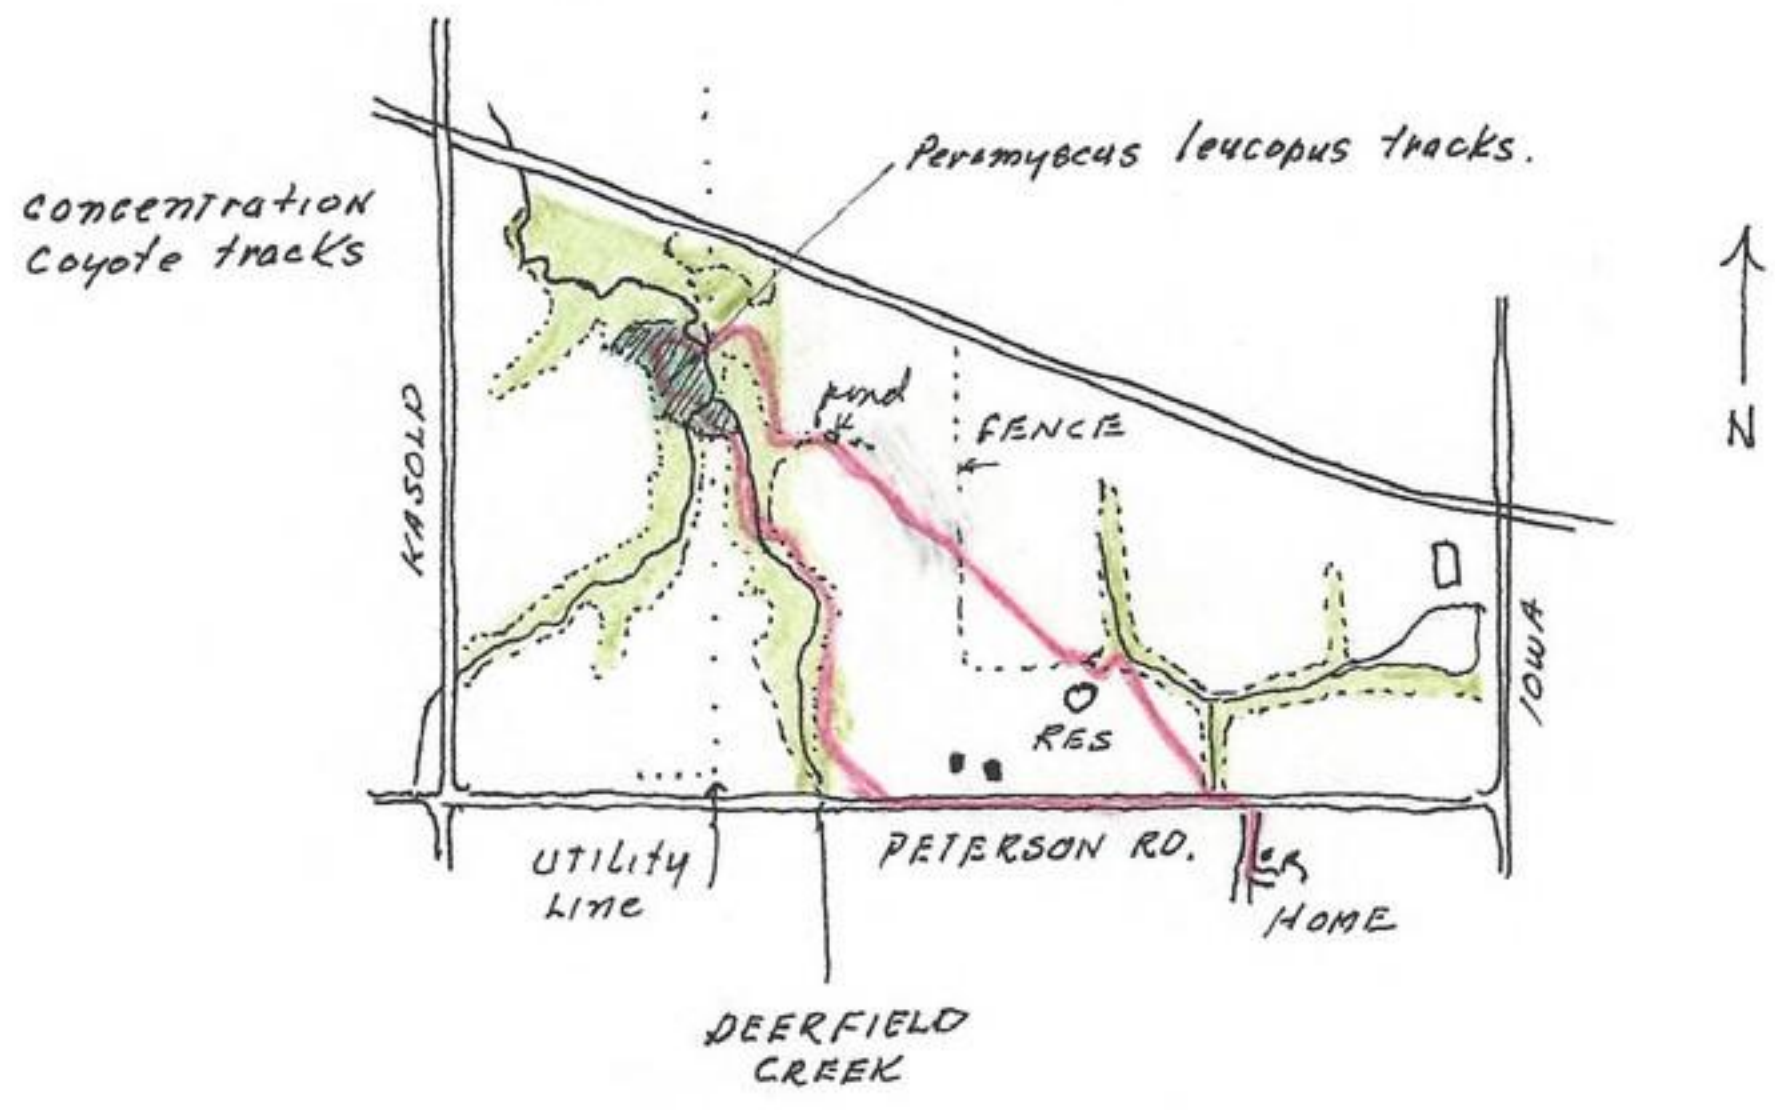 Peromyscus leucopus tracks.
concentration
coyote tracks
N
pond
FENCE
KASOLD
IOWA
RES
UTILITY
LINE
PETERSON RD.
HOME
DEERFIELD
CREEK